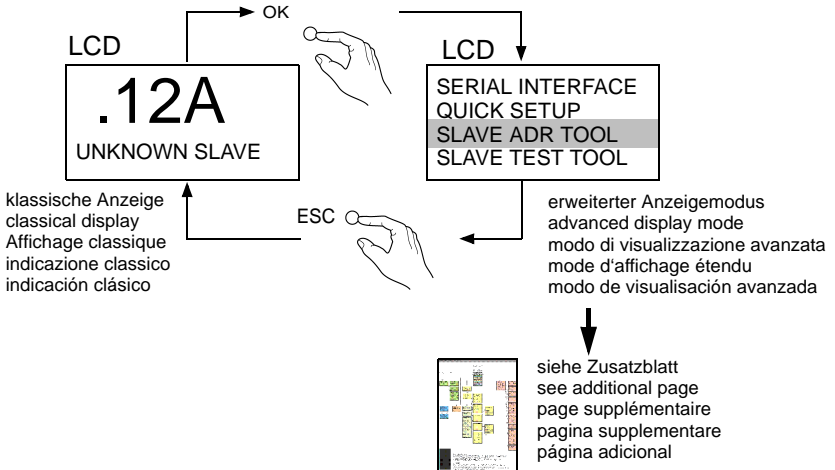 OK
LCD
.12A
UNKNOWN SLAVE
LCD
SERIAL INTERFACE
QUICK SETUP
SLAVE ADR TOOL
SLAVE TEST TOOL
klassische Anzeige
classical display
Affichage classique
indicazione classico
indicación clásico
ESC
erweiterter Anzeigemodus
advanced display mode
modo di visualizzazione avanzata
mode d'affichage étendu
modo de visualisación avanzada
siehe Zusatzblatt
see additional page
page supplémentaire
pagina supplementare
página adicional